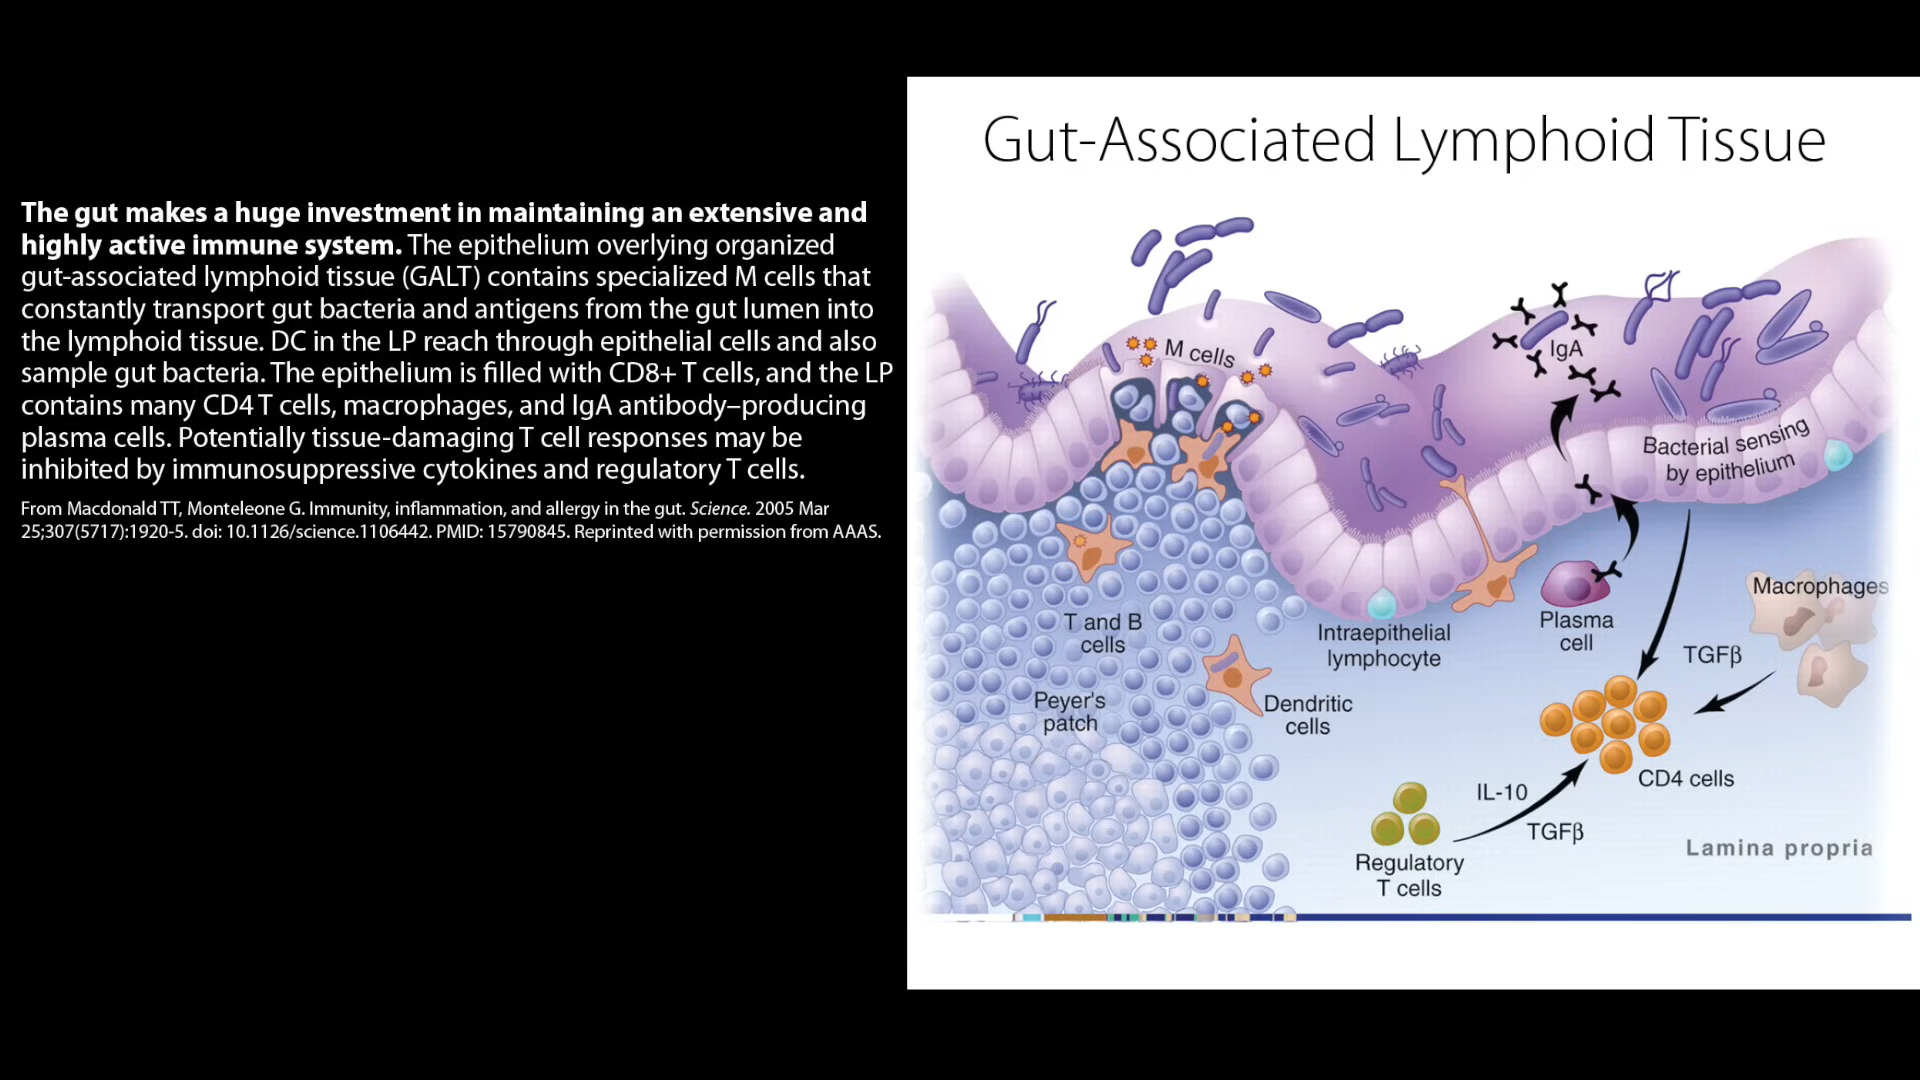 The gut makes a huge investment in maintaining an extensive and
highly active immune system. The epithelium overlying organized
gut-associated lymphoid tissue (GALT) contains specialized M cells that
constantly transport gut bacteria and antigens from the gut lumen into
the lymphoid tissue. DC in the LP reach through epithelial cells and also
sample gut bacteria. The epithelium is filled with CD8+ T cells, and the LP
contains many CD4 T cells, macrophages, and IgA antibody–producing
plasma cells. Potentially tissue-damaging T cell responses may be
inhibited by immunosuppressive cytokines and regulatory T cells.
From Macdonald TT, Monteleone G. Immunity, inflammation, and allergy in the gut. Science. 2005 Mar
25;307(5717):1920-5. doi: 10.1126/science.1106442. PMID: 15790845. Reprinted with permission from AAAS.
Gut-Associated Lymphoid Tissue
M cells
IgA
Bacterial sensing
by epithelium
Macrophages
T and B
cells
Intraepithelial
lymphocyte
Plasma
cell
TGFβ
Peyer's
patch
Dendritic
cells
CD4 cells
IL-10
TGFβ
Lamina propria
Regulatory
T cells